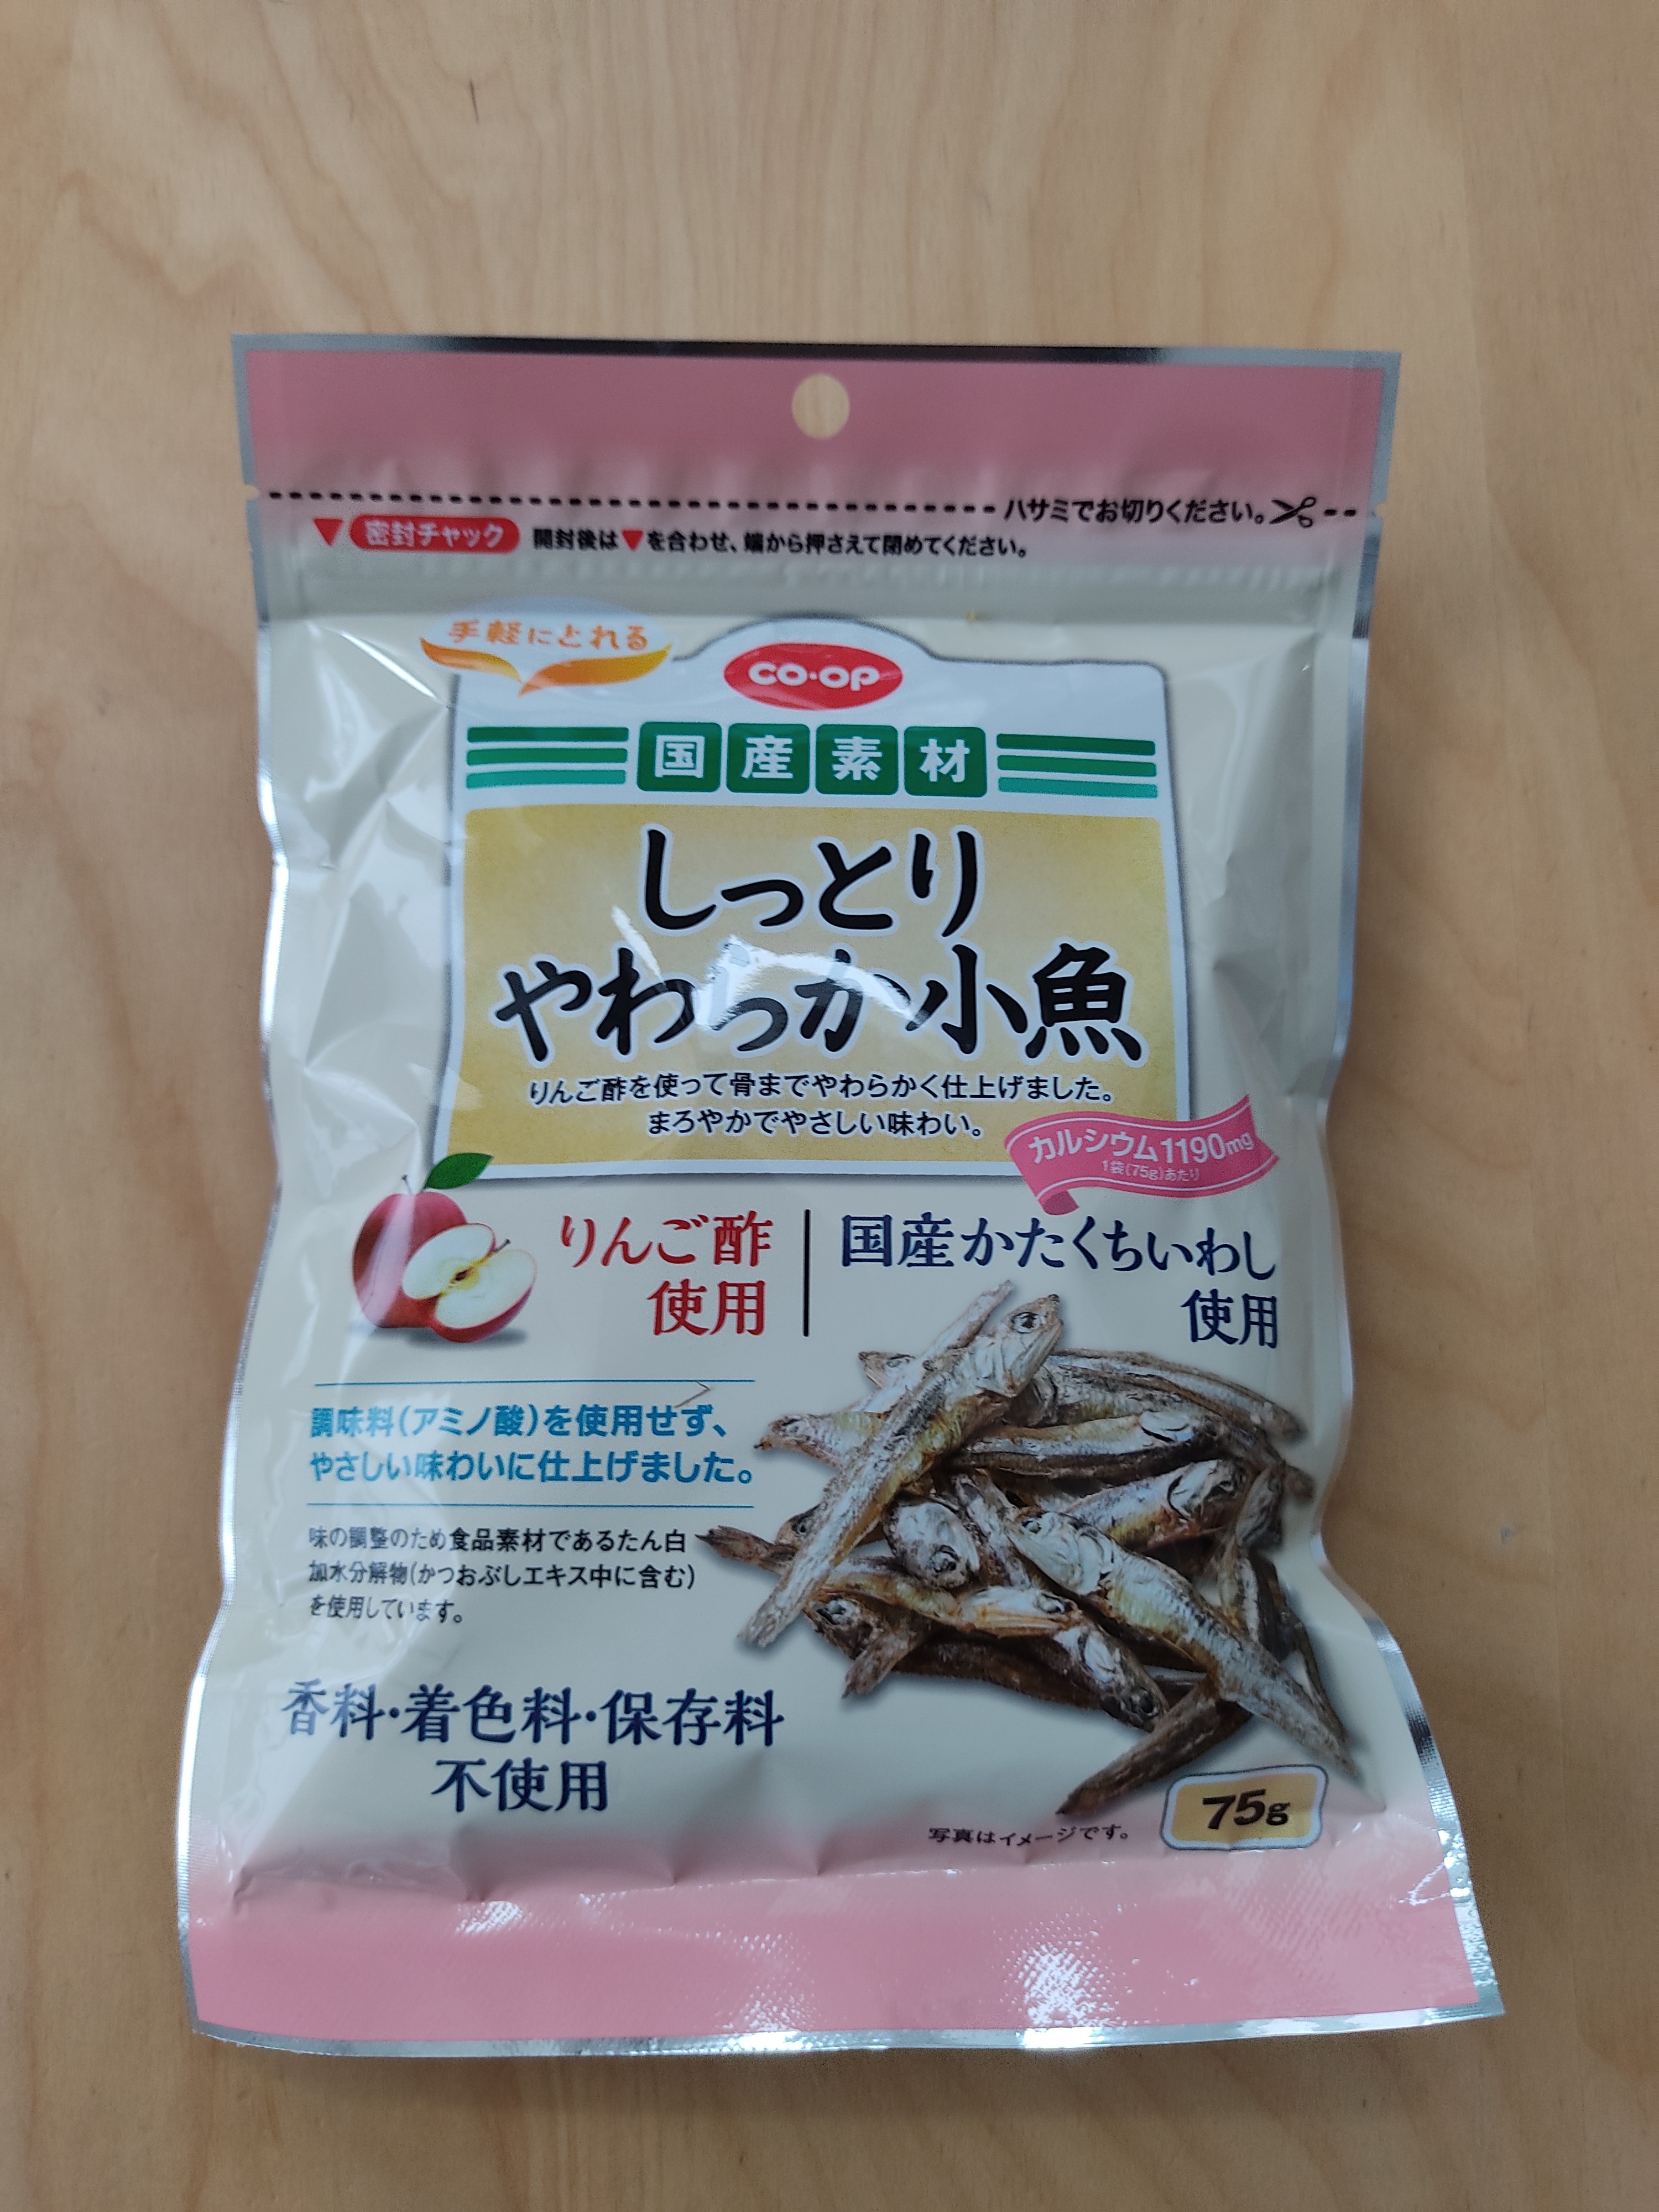 ハサミでお切りください。
密封チャック 開封後は▼を合わせ、端から押さえて閉めてください。
手軽にとれる
CO・OP
国産素材
しっとり
やわらか小魚
りんご酢を使って骨までやわらかく仕上げました。
まろやかでやさしい味わい。
カルシウム1190mg
1袋(75g)あたり
りんご酢
使用
国産かたくちいわし
使用
調味料(アミノ酸)を使用せず、
やさしい味わいに仕上げました。
味の調整のため食品素材であるたん白
加水分解物(かつおぶしエキス中に含む)
を使用しています。
香料・着色料・保存料
不使用
写真はイメージです。
75g